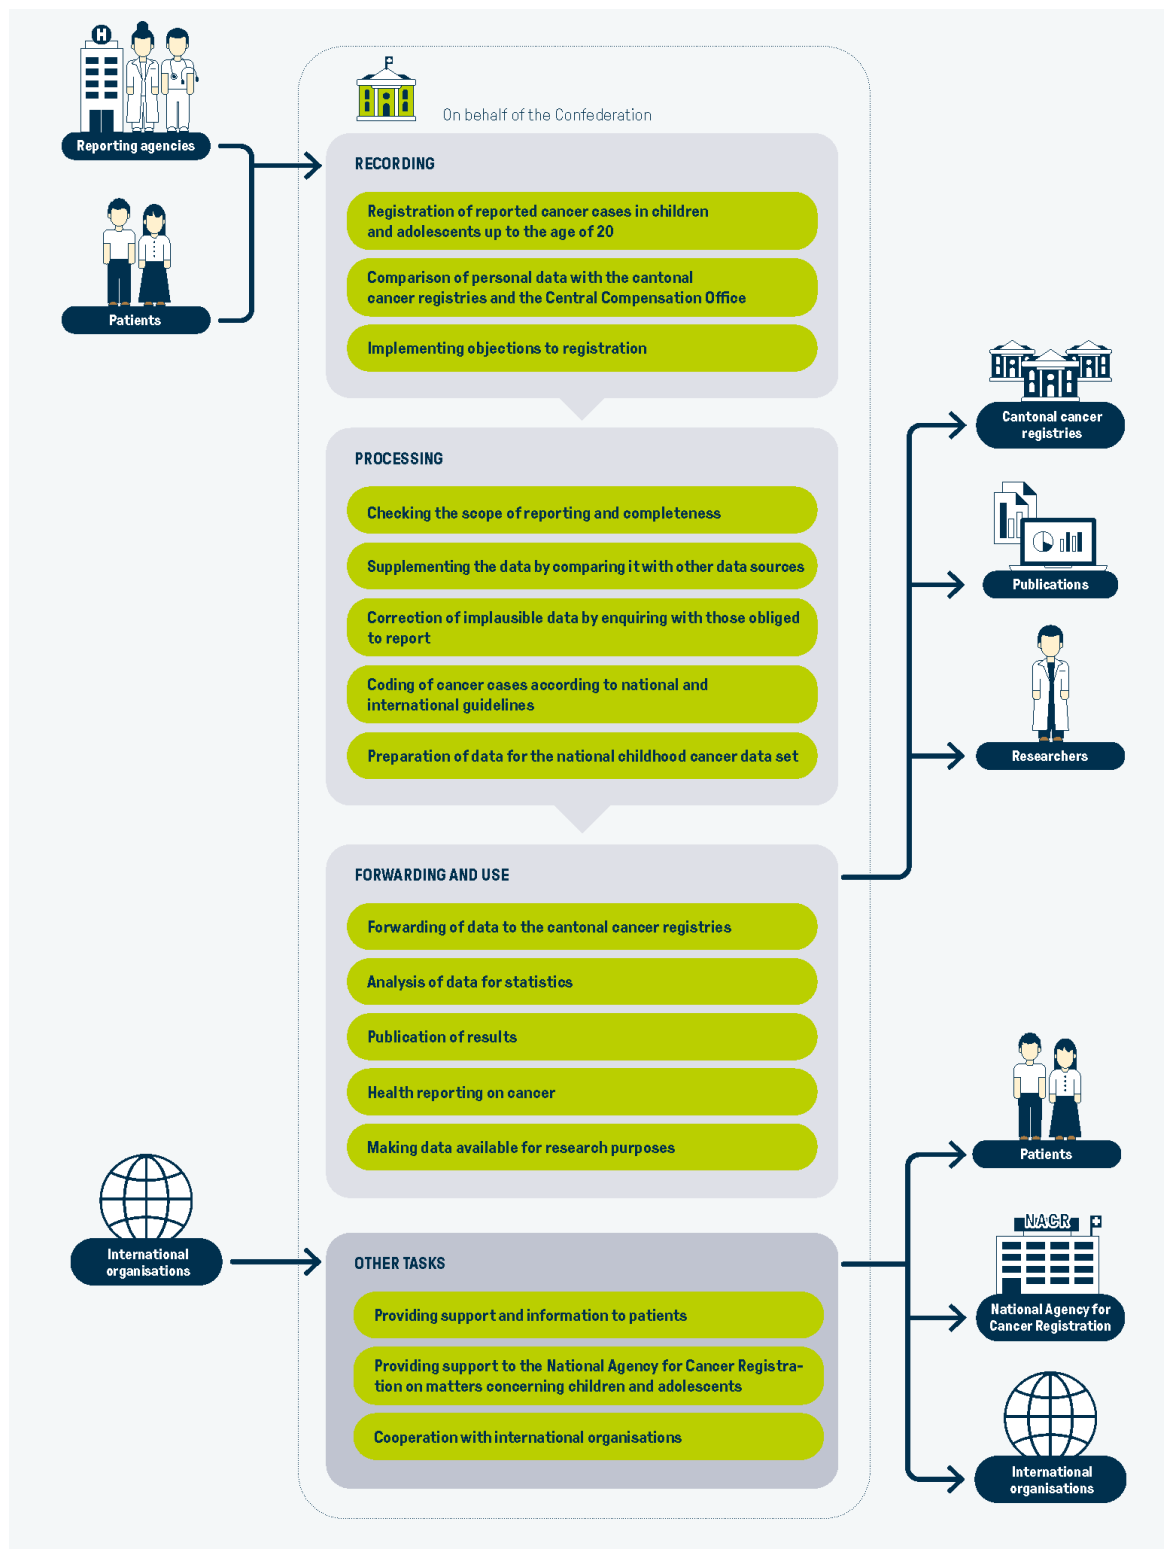 H
Reporting agencies
Patients
On behalf of the Confederation
RECORDING
Registration of reported cancer cases in children
and adolescents up to the age of 20
Comparison of personal data with the cantonal
cancer registries and the Central Compensation Office
Implementing objections to registration
PROCESSING
Checking the scope of reporting and completeness
Supplementing the data by comparing it with other data sources
Correction of implausible data by enquiring with those obliged
to report
Coding of cancer cases according to national and
international guidelines
Preparation of data for the national childhood cancer data set
Cantonal cancer
registries
Publications
Researchers
FORWARDING AND USE
Forwarding of data to the cantonal cancer registries
Analysis of data for statistics
Publication of results
Health reporting on cancer
Making data available for research purposes
International
organisations
OTHER TASKS
Providing support and information to patients
Providing support to the National Agency for Cancer Registra-
tion on matters concerning children and adolescents
Cooperation with international organisations
Patients
NACR
National Agency for
Cancer Registration
International
organisations